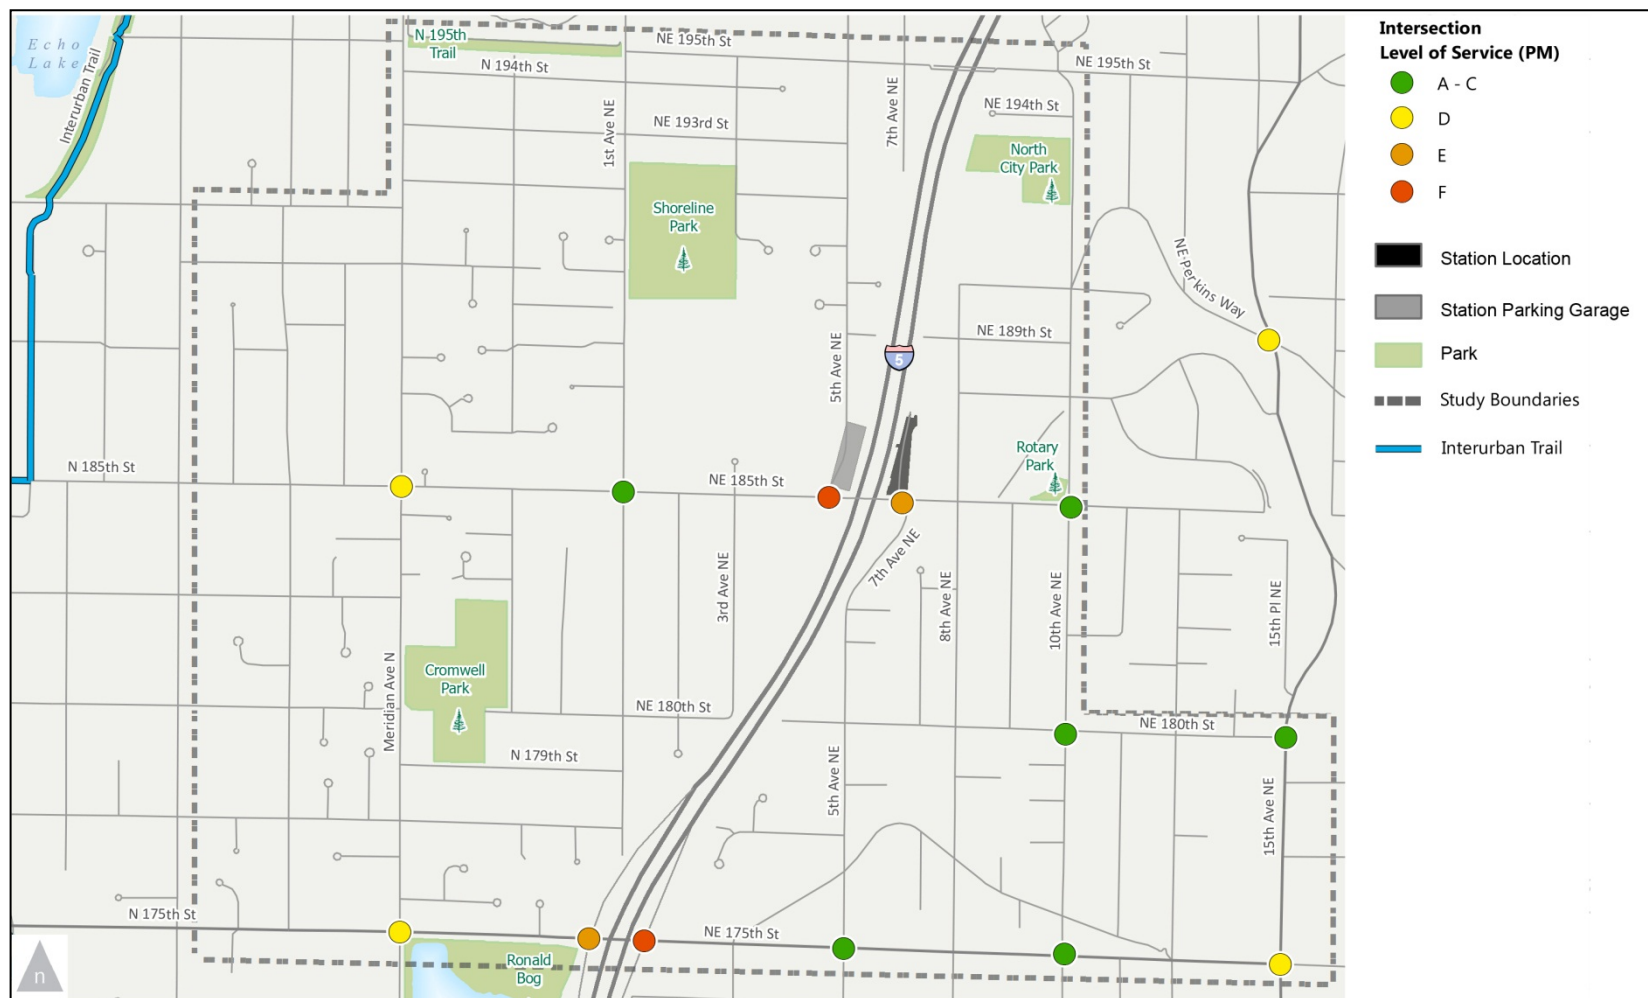 Echo
Lake
Interurban Trail
N 195th
Trail
N 194th St
NE 195th St
NE 195th St
NE 194th St
NE 193rd St
1st Ave NE
7th Ave NE
North
City Park
Shoreline
Park
NE Perkins Way
NE 189th St
5th Ave NE
5
Rotary
Park
N 185th St
NE 185th St
7th Ave NE
3rd Ave NE
8th Ave NE
10th Ave NE
15th Pl NE
Meridian Ave N
Cromwell
Park
NE 180th St
NE 180th St
N 179th St
5th Ave NE
15th Ave NE
N 175th St
NE 175th St
Ronald
Bog
n
Intersection
Level of Service (PM)
A - C
D
E
F
Station Location
Station Parking Garage
Park
Study Boundaries
Interurban Trail